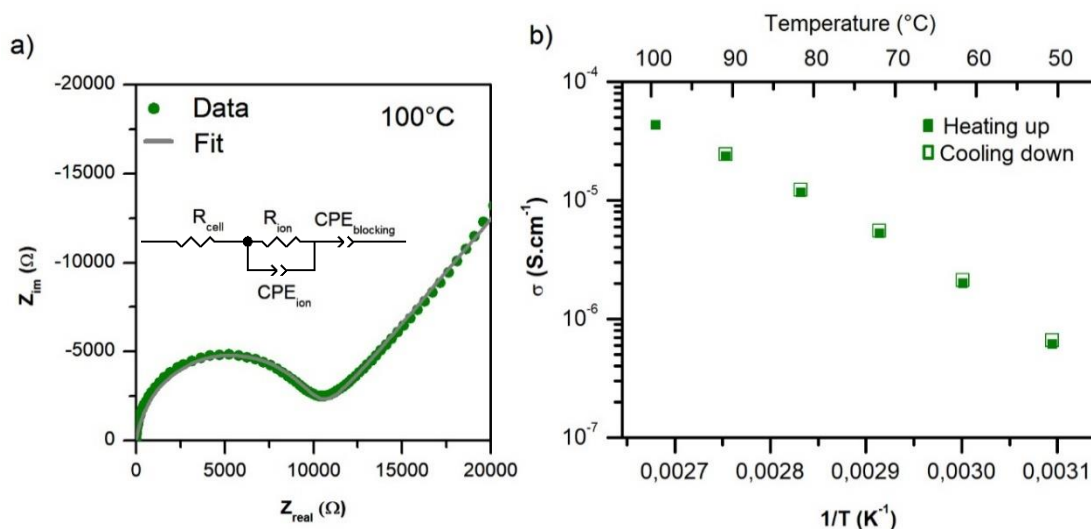 a)
-20000
-15000
-10000
-5000
0
Z_im (Ω)
Data
Fit
100°C
R_cell
R_ion
CPE_blocking
CPE_ion
0 5000 10000 15000 20000
Z_real (Ω)
b)
Temperature (°C)
100 90 80 70 60 50
10⁻⁴
10⁻⁵
10⁻⁶
10⁻⁷
σ (S.cm⁻¹)
Heating up
Cooling down
0,0027 0,0028 0,0029 0,0030 0,0031
1/T (K⁻¹)